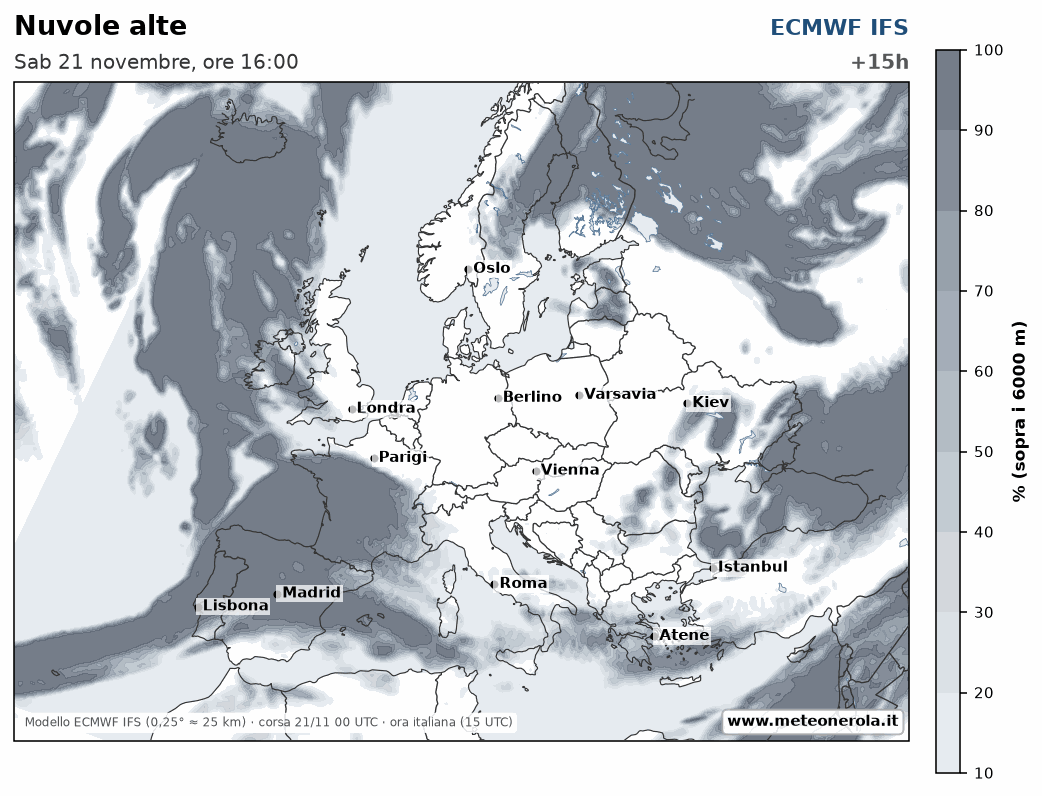 Nuvole alte
ECMWF IFS
Sab 21 novembre, ore 16:00
+15h
100
90
80
70
60
50
40
30
20
10
% (sopra i 6000 m)
Oslo
Berlino
Varsavia
Kiev
Londra
Parigi
Vienna
Istanbul
Roma
Madrid
Lisbona
Atene
Modello ECMWF IFS (0,25° ≈ 25 km) · corsa 21/11 00 UTC · ora italiana (15 UTC)
www.meteonerola.it